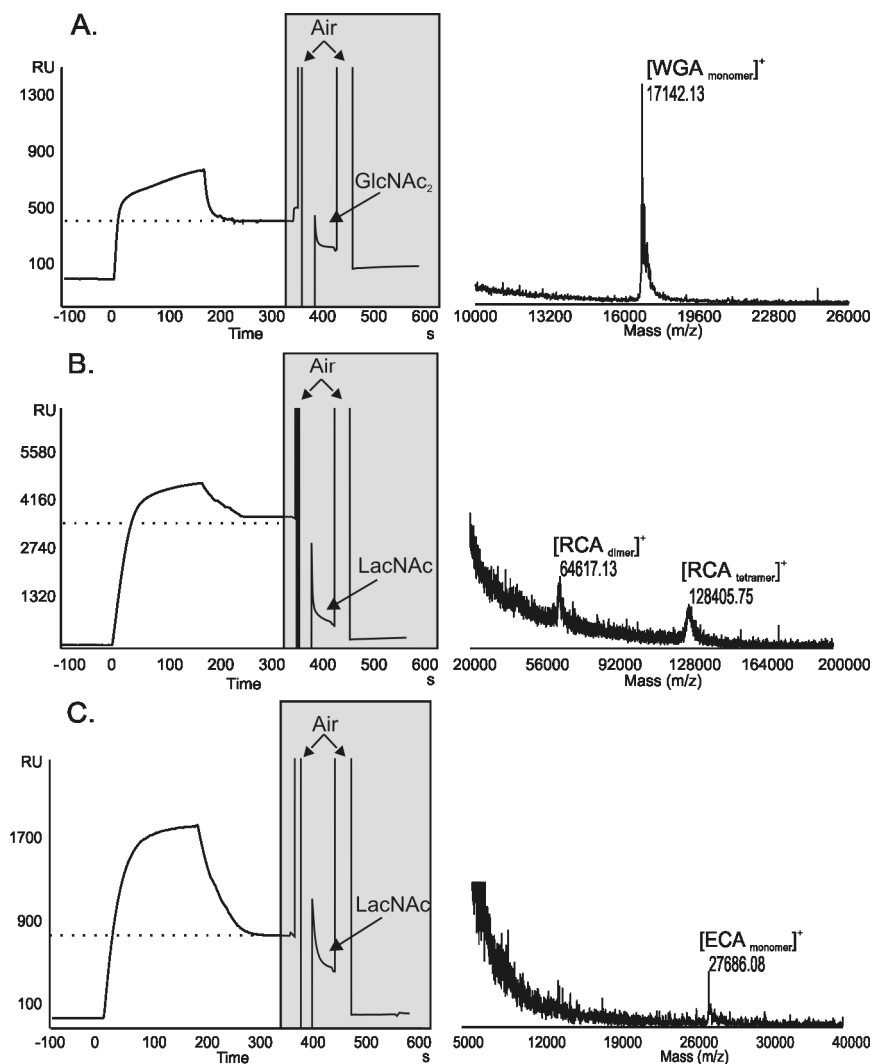 A.
Air
RU
1300
900
500
100
GlcNAc₂
-100 0 100 200 300 400 500 600
Time s
[WGA monomer]⁺
17142.13
10000 13200 16400 19600 22800 26000
Mass (m/z)
B.
Air
RU
5580
4160
2740
1320
LacNAc
-100 0 100 200 300 400 500 600
Time s
[RCA dimer]⁺
64617.13
[RCA tetramer]⁺
128405.75
20000 56000 92000 128000 164000 200000
Mass (m/z)
C.
Air
RU
1700
900
100
LacNAc
-100 0 100 200 300 400 500 600
Time s
[ECA monomer]⁺
27686.08
5000 12000 19000 26000 30000 40000
Mass (m/z)